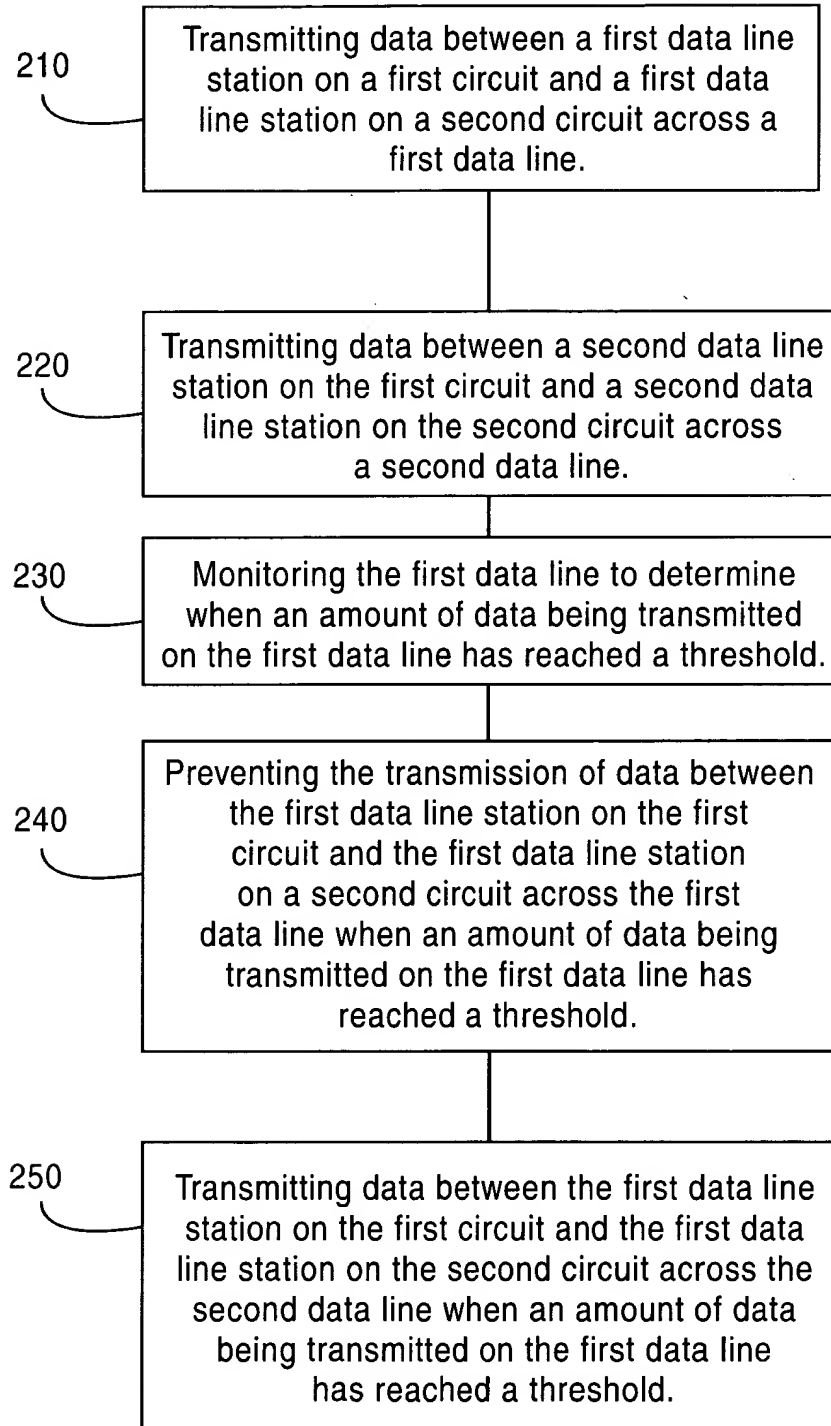 210
Transmitting data between a first data line
station on a first circuit and a first data
line station on a second circuit across a
first data line.
220
Transmitting data between a second data line
station on the first circuit and a second data
line station on the second circuit across
a second data line.
230
Monitoring the first data line to determine
when an amount of data being transmitted
on the first data line has reached a threshold.
240
Preventing the transmission of data between
the first data line station on the first
circuit and the first data line station
on a second circuit across the first
data line when an amount of data being
transmitted on the first data line has
reached a threshold.
250
Transmitting data between the first data line
station on the first circuit and the first data
line station on the second circuit across the
second data line when an amount of data
being transmitted on the first data line
has reached a threshold.